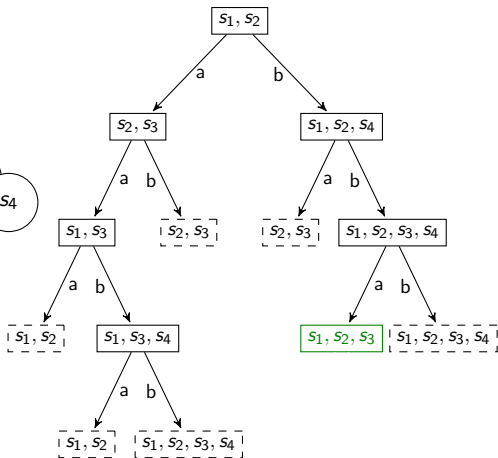 s₁, s₂
a b
s₂, s₃ s₁, s₂, s₄
a b a b
s₄
s₁, s₃ s₂, s₃ s₂, s₃ s₁, s₂, s₃, s₄
a b a b
s₁, s₂ s₁, s₃, s₄ s₁, s₂, s₃ s₁, s₂, s₃, s₄
a b
s₁, s₂ s₁, s₂, s₃, s₄